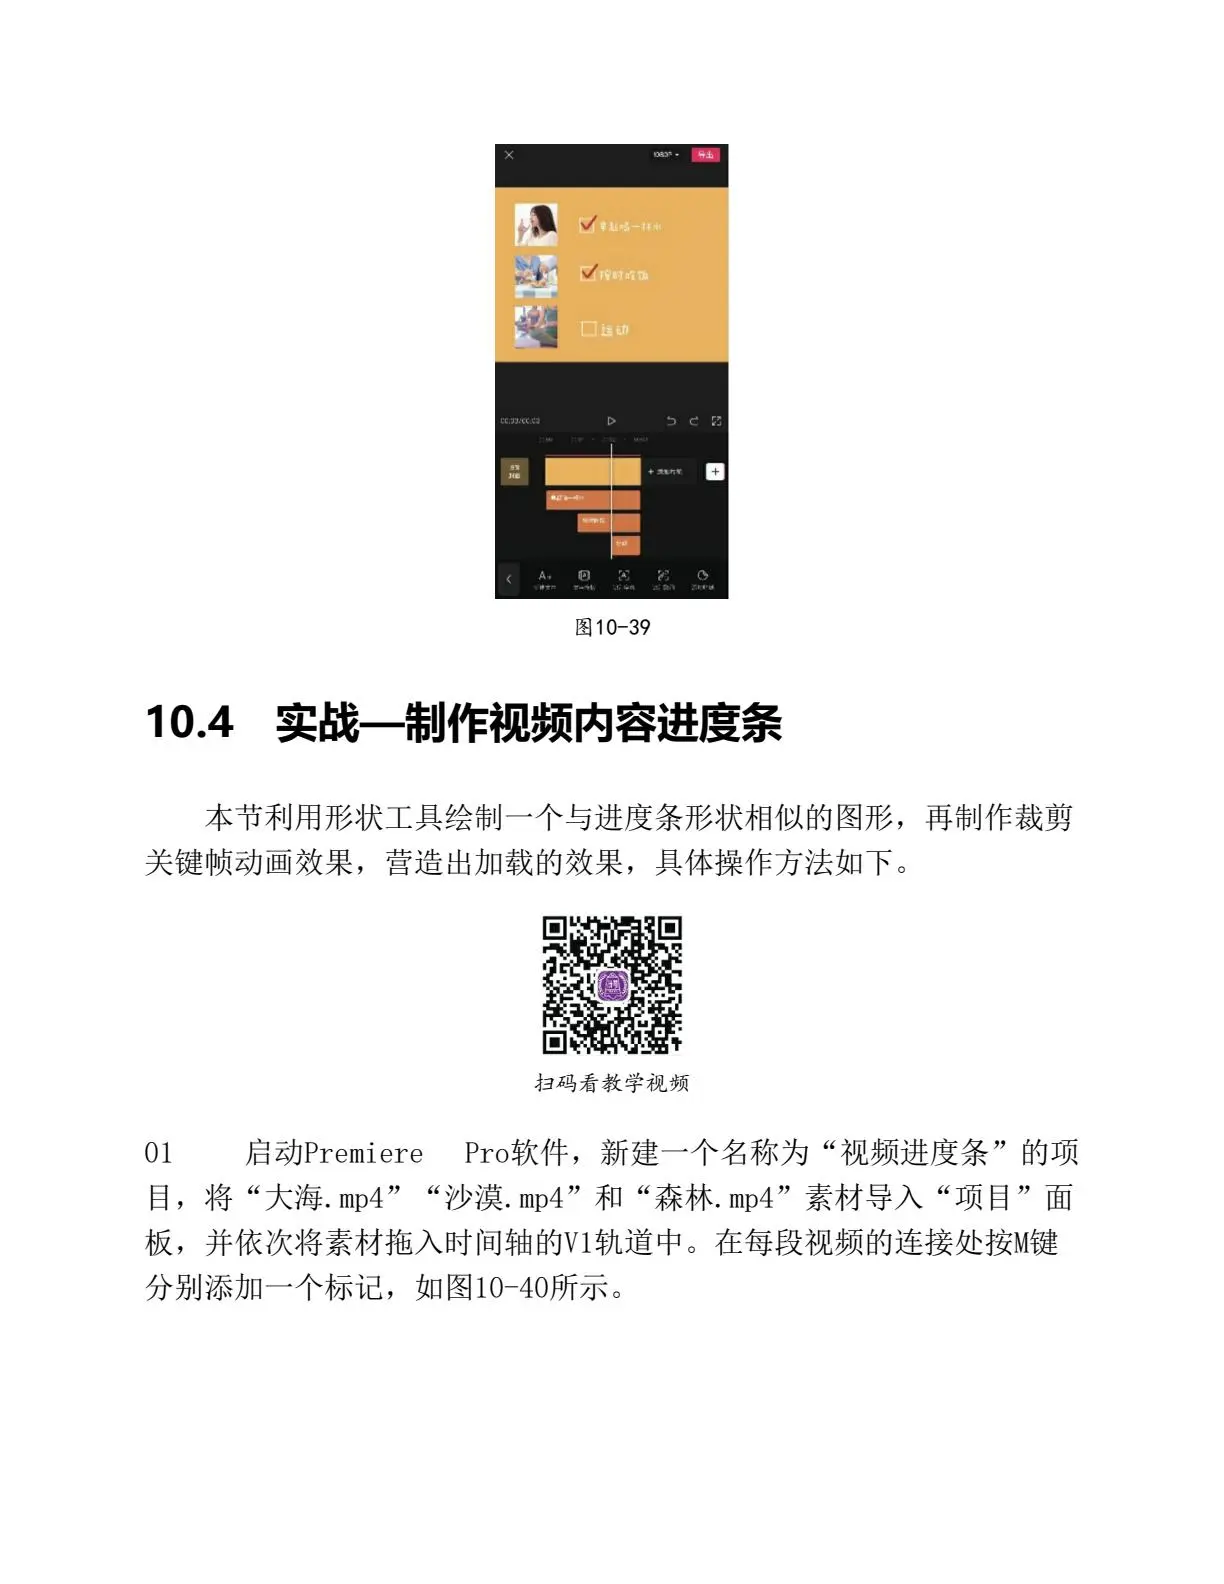 1080P
导出
早起喝一杯水
按时吃饭
运动
图10-39
10.4 实战—制作视频内容进度条
本节利用形状工具绘制一个与进度条形状相似的图形，再制作裁剪
关键帧动画效果，营造出加载的效果，具体操作方法如下。
扫码看教学视频
01 启动Premiere Pro软件，新建一个名称为“视频进度条”的项
目，将“大海.mp4”“沙漠.mp4”和“森林.mp4”素材导入“项目”面
板，并依次将素材拖入时间轴的V1轨道中。在每段视频的连接处按M键
分别添加一个标记，如图10-40所示。